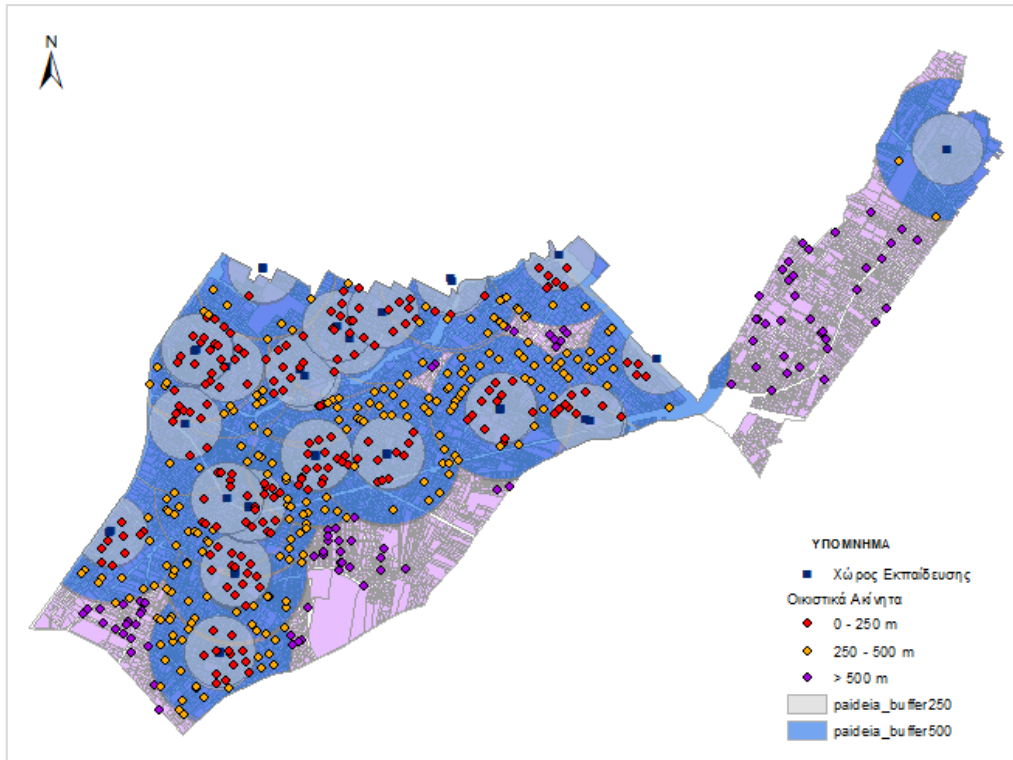 N
ΥΠΟΜΝΗΜΑ
Χώρος Εκπαίδευσης
Οικιστικά Ακίνητα
0 - 250 m
250 - 500 m
> 500 m
paideia_buffer250
paideia_buffer500